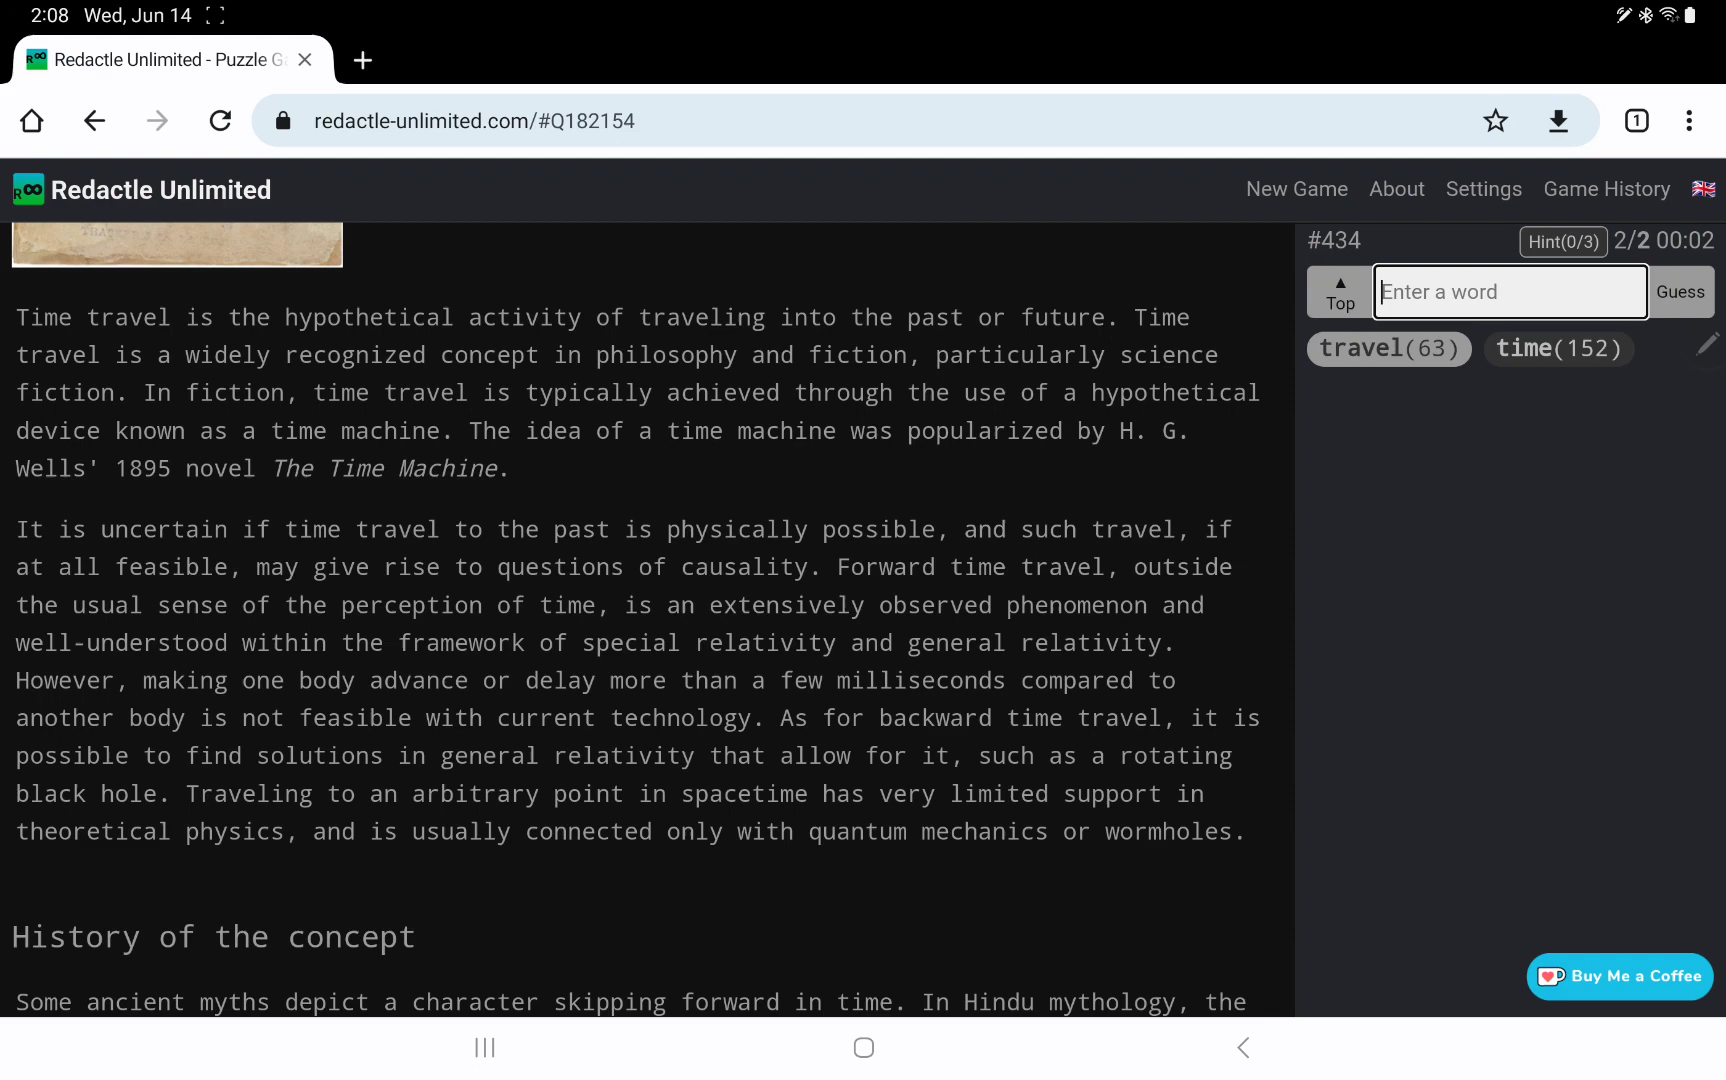 2:08 Wed, Jun 14
Redactle Unlimited - Puzzle G
redactle-unlimited.com/#Q182154
1
R∞ Redactle Unlimited
New Game About Settings Game History
#434 Hint(0/3) 2/2 00:02
▲ Top
Enter a word
Guess
travel(63) time(152)
Time travel is the hypothetical activity of traveling into the past or future. Time
travel is a widely recognized concept in philosophy and fiction, particularly science
fiction. In fiction, time travel is typically achieved through the use of a hypothetical
device known as a time machine. The idea of a time machine was popularized by H. G.
Wells' 1895 novel The Time Machine.
It is uncertain if time travel to the past is physically possible, and such travel, if
at all feasible, may give rise to questions of causality. Forward time travel, outside
the usual sense of the perception of time, is an extensively observed phenomenon and
well-understood within the framework of special relativity and general relativity.
However, making one body advance or delay more than a few milliseconds compared to
another body is not feasible with current technology. As for backward time travel, it is
possible to find solutions in general relativity that allow for it, such as a rotating
black hole. Traveling to an arbitrary point in spacetime has very limited support in
theoretical physics, and is usually connected only with quantum mechanics or wormholes.
History of the concept
Some ancient myths depict a character skipping forward in time. In Hindu mythology, the
Buy Me a Coffee